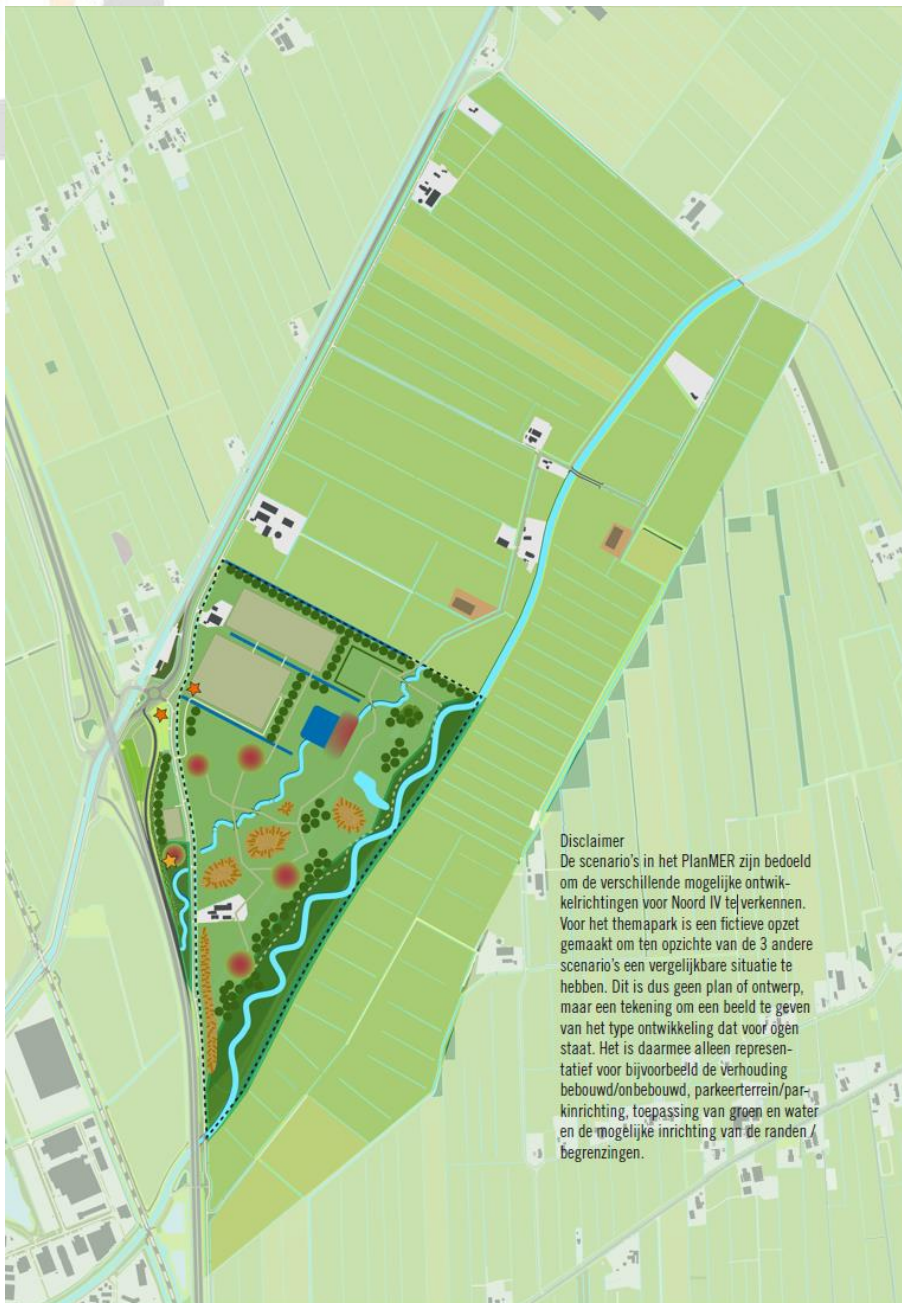 Disclaimer
De scenario's in het PlanMER zijn bedoeld
om de verschillende mogelijke ontwik-
kelrichtingen voor Noord IV te verkennen.
Voor het themapark is een fictieve opzet
gemaakt om ten opzichte van de 3 andere
scenario's een vergelijkbare situatie te
hebben. Dit is dus geen plan of ontwerp,
maar een tekening om een beeld te geven
van het type ontwikkeling dat voor ogen
staat. Het is daarmee alleen represen-
tatief voor bijvoorbeeld de verhouding
bebouwd/onbebouwd, parkeerterrein/par-
kinrichting, toepassing van groen en water
en de mogelijke inrichting van de randen /
begrenzingen.